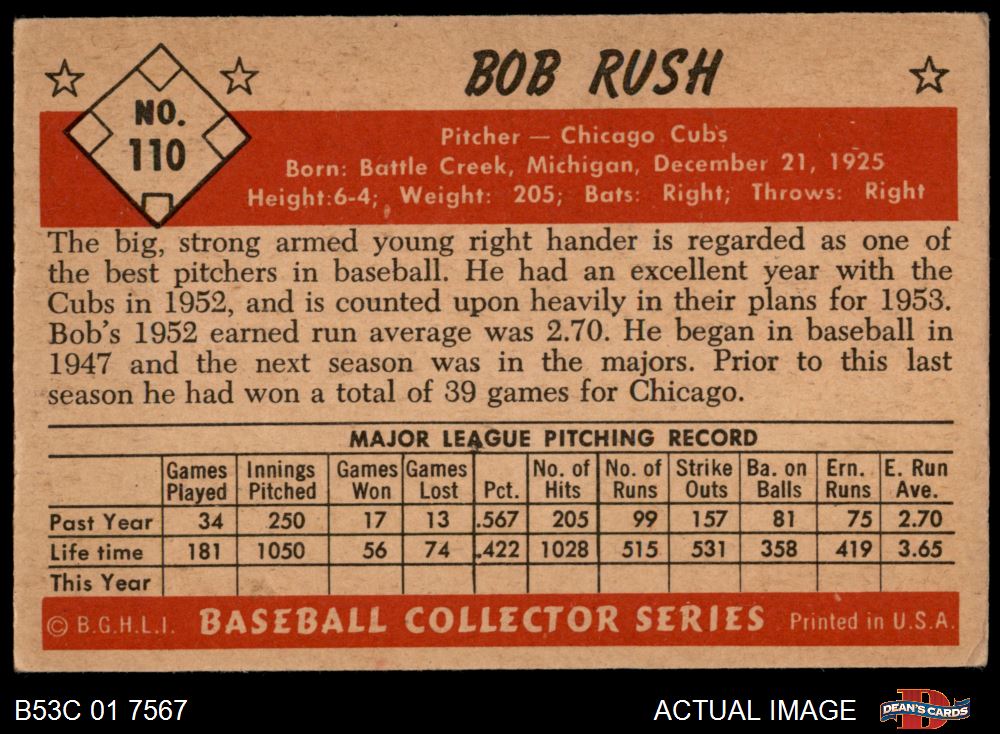 NO.
110
BOB RUSH
Pitcher — Chicago Cubs
Born: Battle Creek, Michigan, December 21, 1925
Height:6-4; Weight: 205; Bats: Right; Throws: Right
The big, strong armed young right hander is regarded as one of
the best pitchers in baseball. He had an excellent year with the
Cubs in 1952, and is counted upon heavily in their plans for 1953.
Bob's 1952 earned run average was 2.70. He began in baseball in
1947 and the next season was in the majors. Prior to this last
season he had won a total of 39 games for Chicago.
MAJOR LEAGUE PITCHING RECORD
Games Played Innings Pitched Games Won Games Lost Pct. No. of Hits No. of Runs Strike Outs Ba. on Balls Ern. Runs E. Run Ave.
Past Year 34 250 17 13 .567 205 99 157 81 75 2.70
Life time 181 1050 56 74 .422 1028 515 531 358 419 3.65
This Year
© B.G.H.L.I. BASEBALL COLLECTOR SERIES Printed in U.S.A.
B53C 01 7567 ACTUAL IMAGE D DEAN'S CARDS